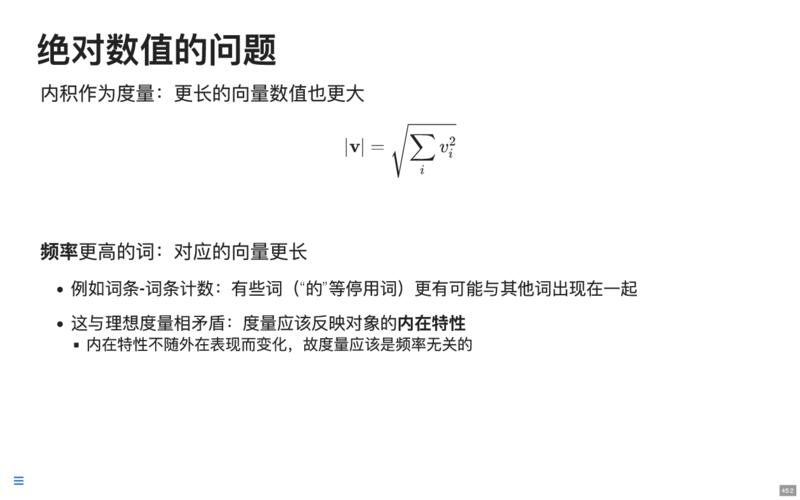 绝对数值的问题
内积作为度量：更长的向量数值也更大
|v| = √∑ᵢ vᵢ²
频率更高的词：对应的向量更长
• 例如词条-词条计数：有些词（“的”等停用词）更有可能与其他词出现在一起
• 这与理想度量相矛盾：度量应该反映对象的内在特性
▪ 内在特性不随外在表现而变化，故度量应该是频率无关的
45.2